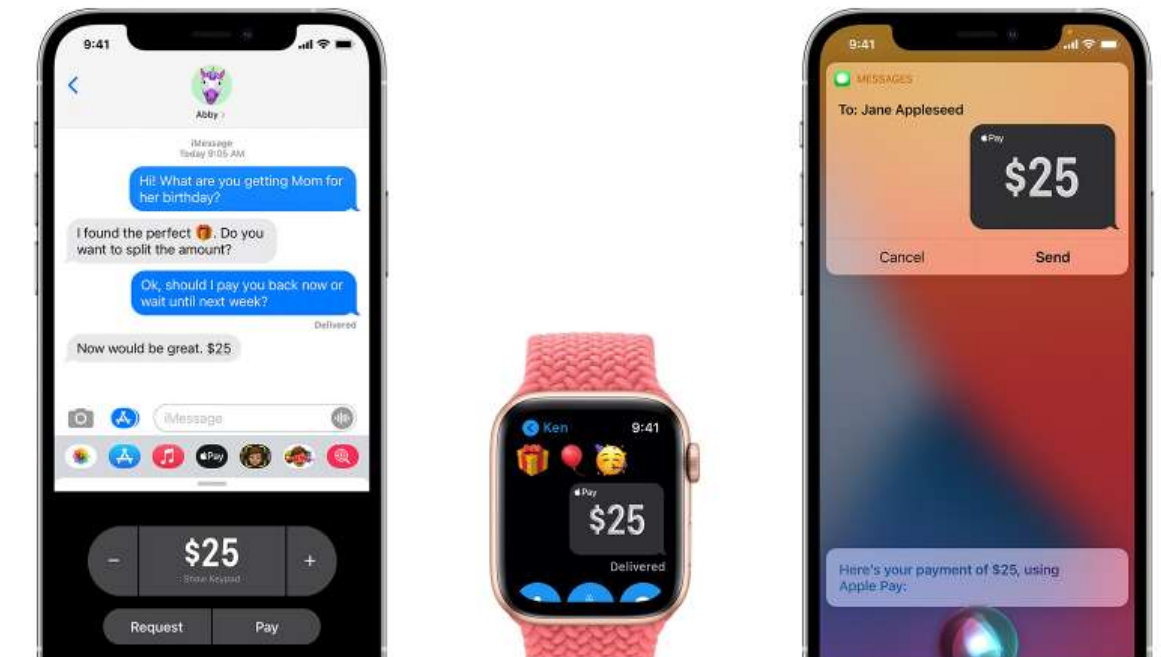 9:41
Abby
iMessage
Today 9:05 AM
Hi! What are you getting Mom for
her birthday?
I found the perfect 🎁. Do you
want to split the amount?
Ok, should I pay you back now or
wait until next week?
Delivered
Now would be great. $25
iMessage
Pay
$25
Show Keypad
Request
Pay
Ken
9:41
Pay
$25
Delivered
9:41
MESSAGES
To: Jane Appleseed
Pay
$25
Cancel
Send
Here's your payment of $25, using
Apple Pay: